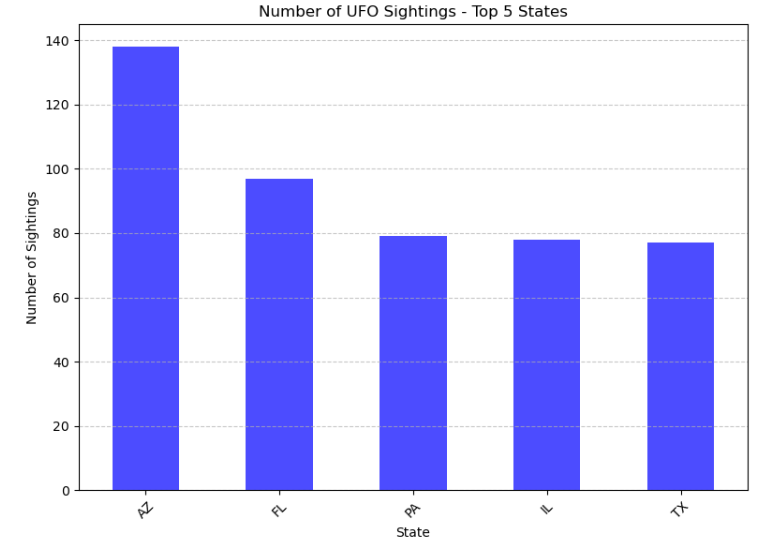 Number of UFO Sightings - Top 5 States
Number of Sightings
140
120
100
80
60
40
20
0
AZ
FL
PA
IL
TX
State